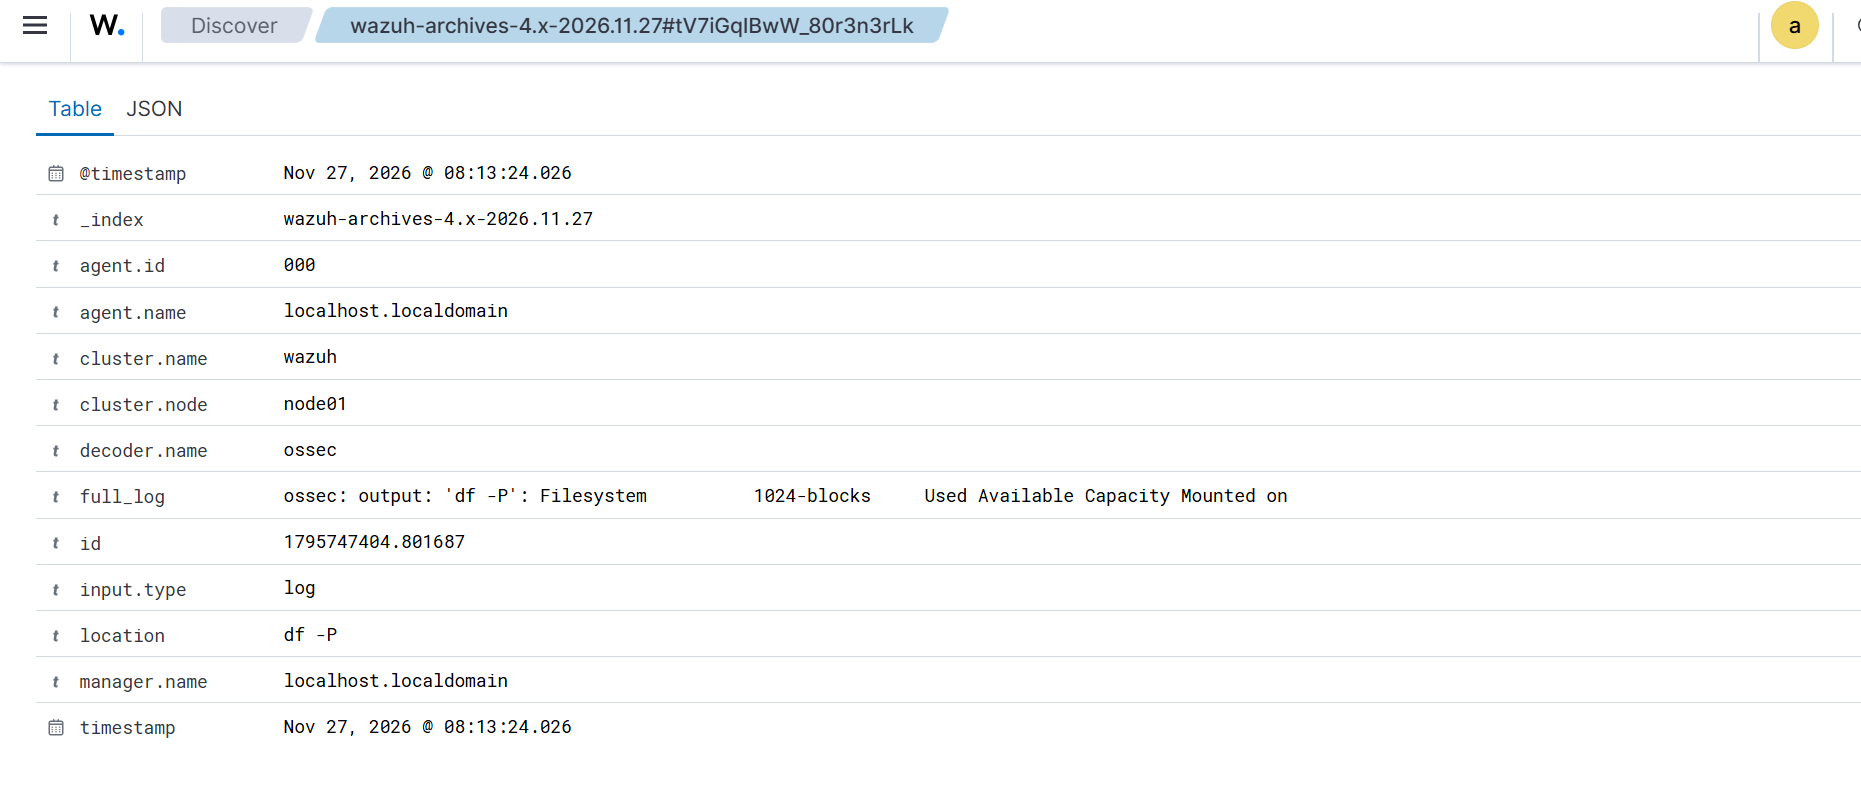 W. Discover wazuh-archives-4.x-2026.11.27#tV7iGqIBwW_80r3n3rLk a
Table JSON
@timestamp Nov 27, 2026 @ 08:13:24.026
t _index wazuh-archives-4.x-2026.11.27
t agent.id 000
t agent.name localhost.localdomain
t cluster.name wazuh
t cluster.node node01
t decoder.name ossec
t full_log ossec: output: 'df -P': Filesystem          1024-blocks     Used Available Capacity Mounted on
t id 1795747404.801687
t input.type log
t location df -P
t manager.name localhost.localdomain
timestamp Nov 27, 2026 @ 08:13:24.026